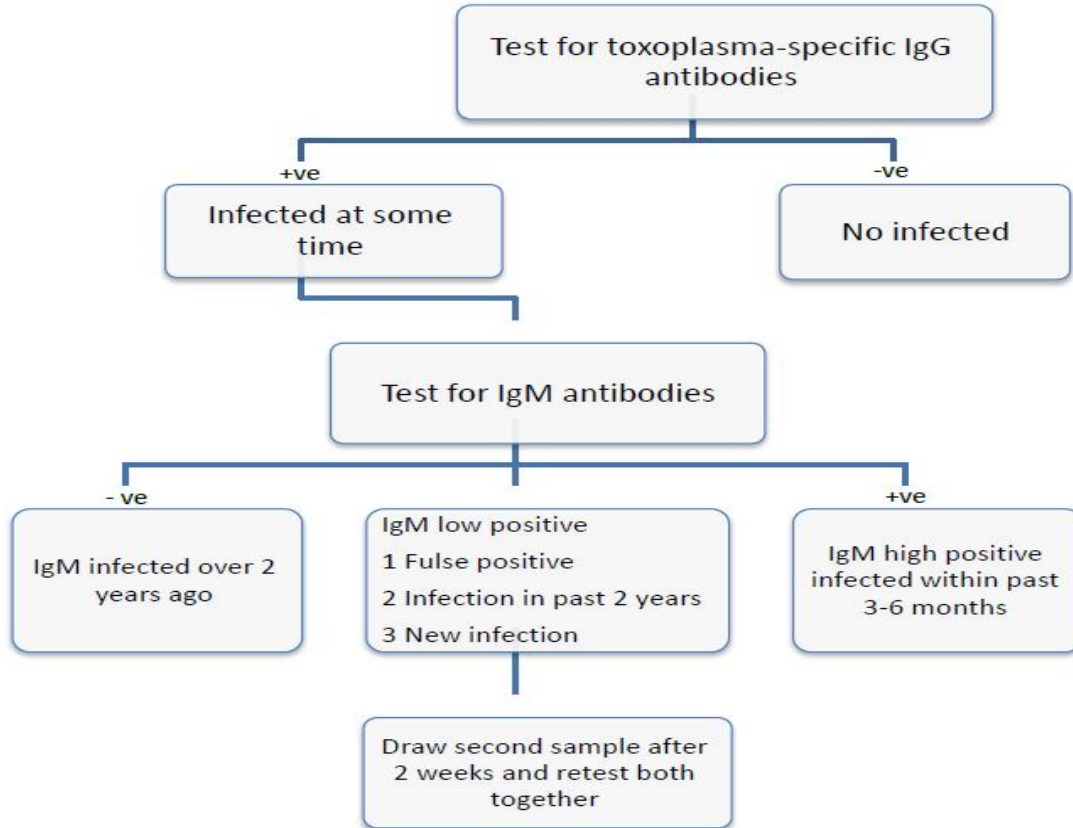 Test for toxoplasma-specific IgG
antibodies
+ve
-ve
Infected at some
time
No infected
Test for IgM antibodies
- ve
+ve
IgM infected over 2
years ago
IgM low positive
1 Fulse positive
2 Infection in past 2 years
3 New infection
IgM high positive
infected within past
3-6 months
Draw second sample after
2 weeks and retest both
together